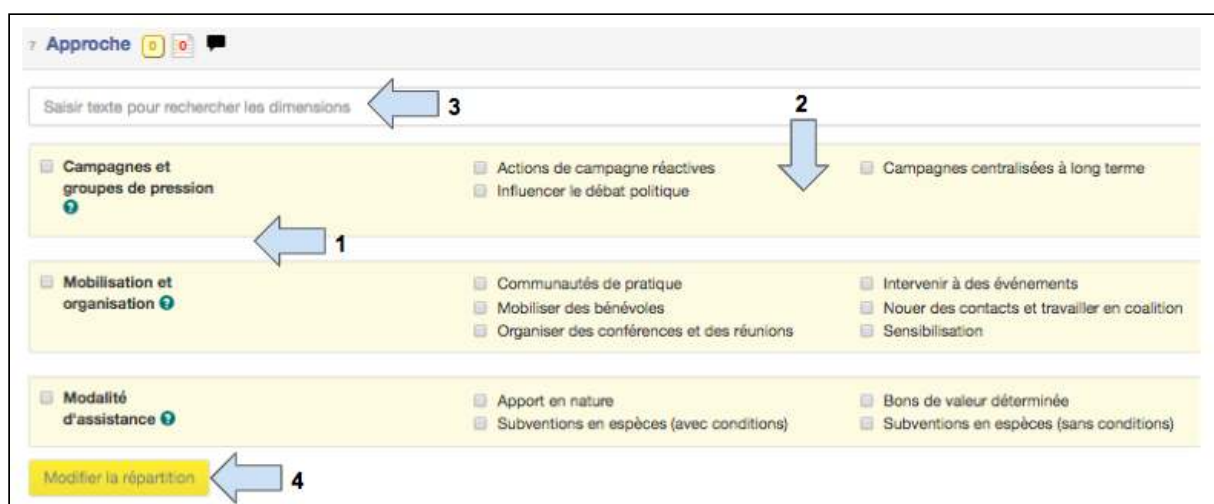 7 Approche 0 0
Saisir texte pour rechercher les dimensions
3
2
Campagnes et
groupes de pression
?
Actions de campagne réactives
Influencer le débat politique
Campagnes centralisées à long terme
1
Mobilisation et
organisation ?
Communautés de pratique
Mobiliser des bénévoles
Organiser des conférences et des réunions
Intervenir à des événements
Nouer des contacts et travailler en coalition
Sensibilisation
Modalité
d'assistance ?
Apport en nature
Subventions en espèces (avec conditions)
Bons de valeur déterminée
Subventions en espèces (sans conditions)
Modifier la répartition
4